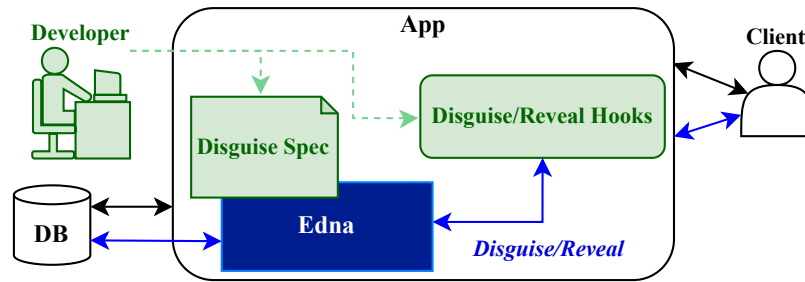 App
Developer
Client
Disguise/Reveal Hooks
Disguise Spec
Edna
DB
Disguise/Reveal